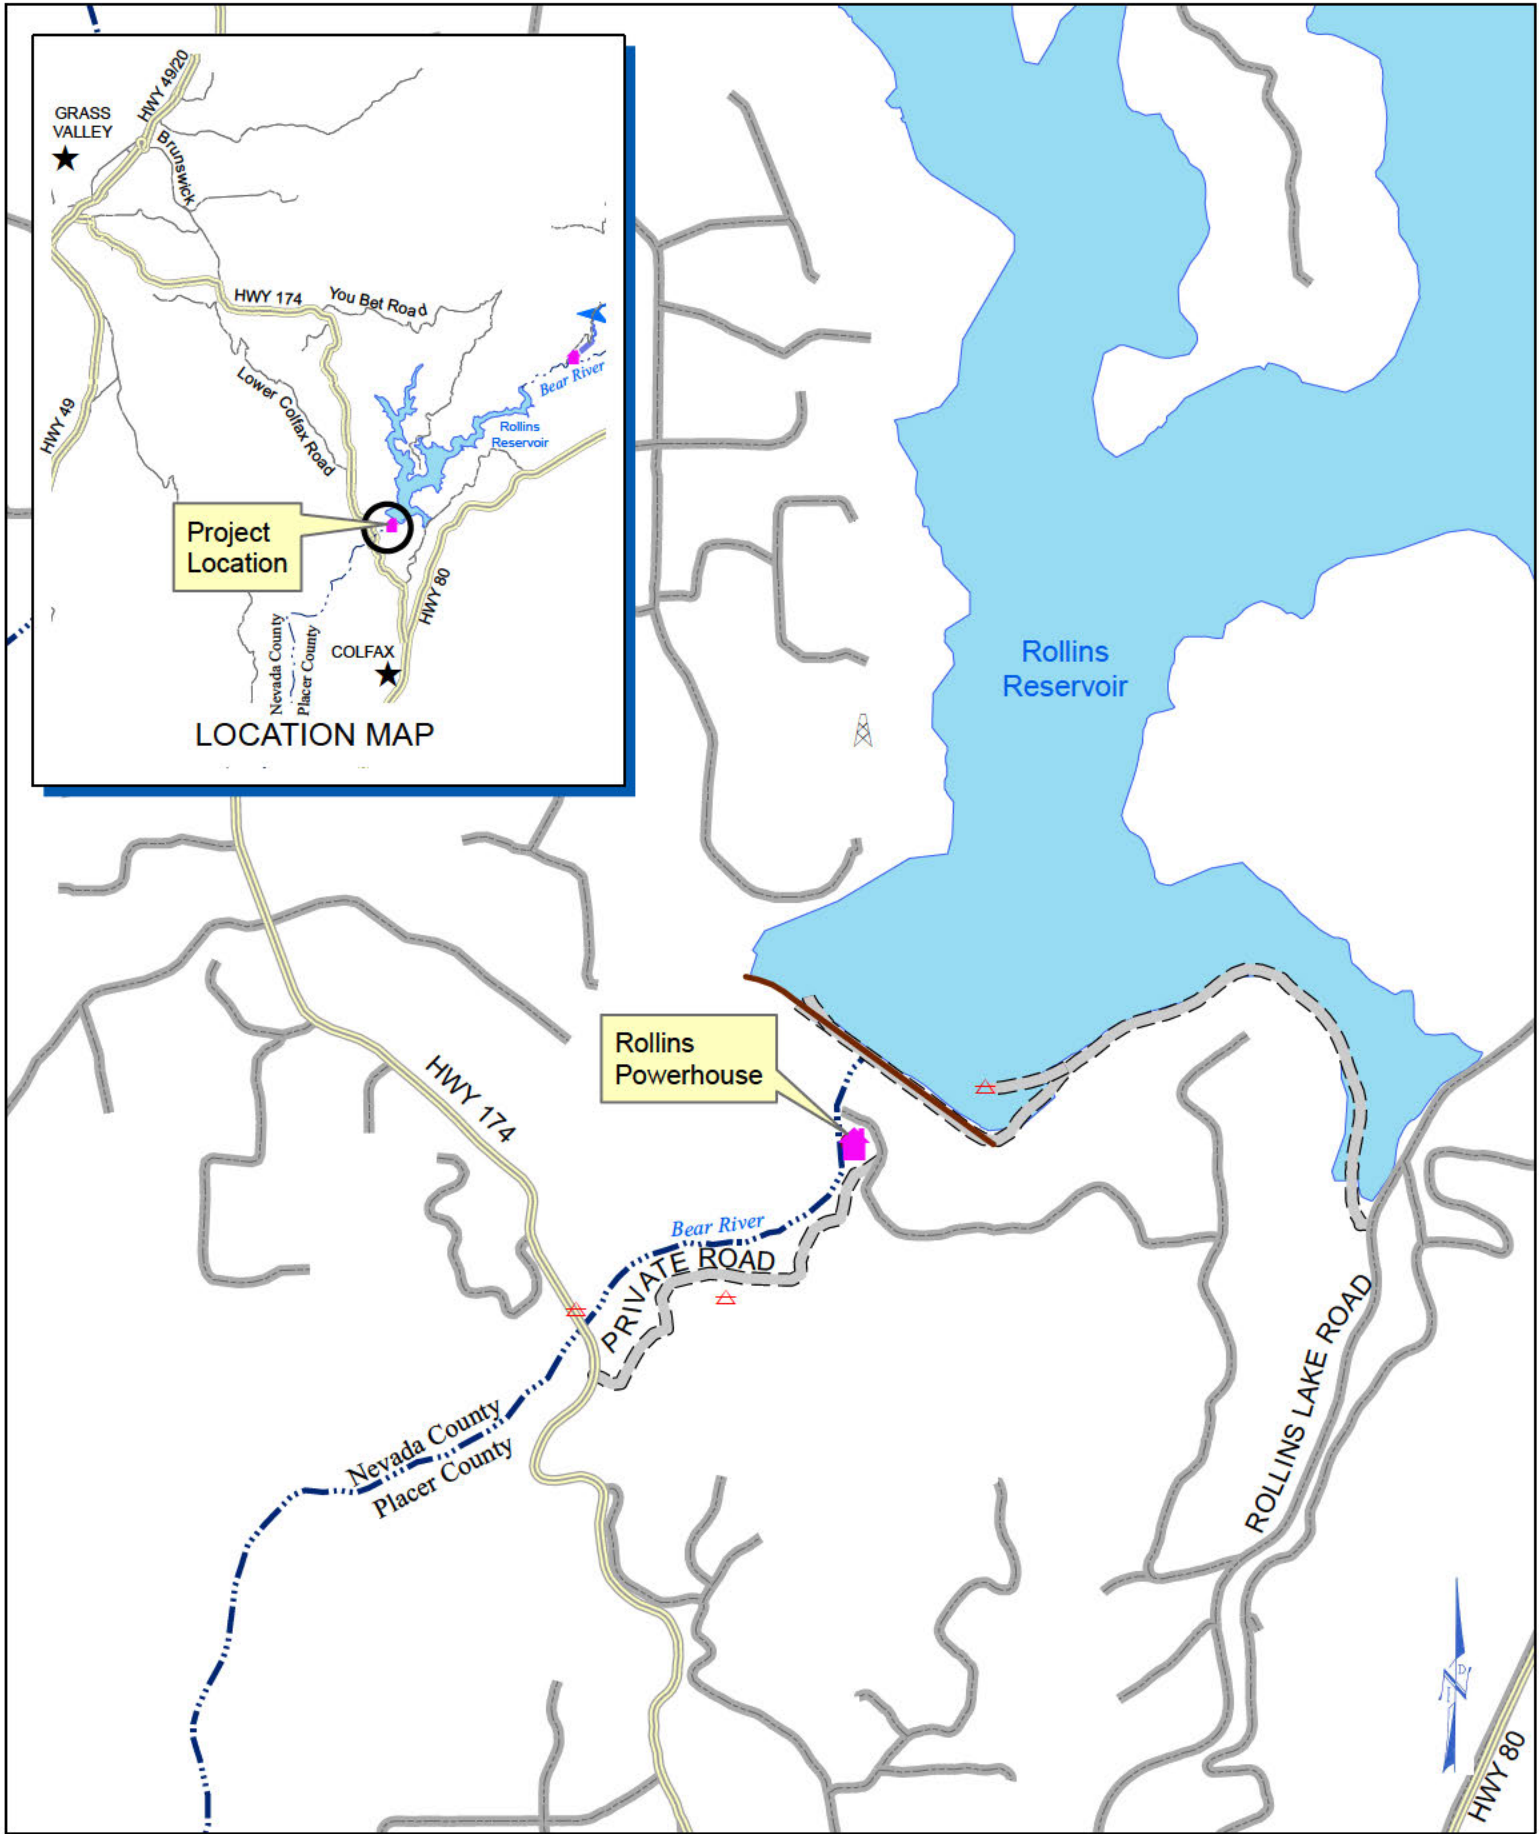 HWY 49/20
GRASS
VALLEY
Brunswick
HWY 174
You Bet Road
Bear River
Lower Colfax Road
HWY 49
Rollins
Reservoir
Project
Location
HWY 80
Nevada County
Placer County
COLFAX
LOCATION MAP
Rollins
Reservoir
Rollins
Powerhouse
HWY 174
Bear River
PRIVATE ROAD
Nevada County
Placer County
ROLLINS LAKE ROAD
N
I
D
HWY 80